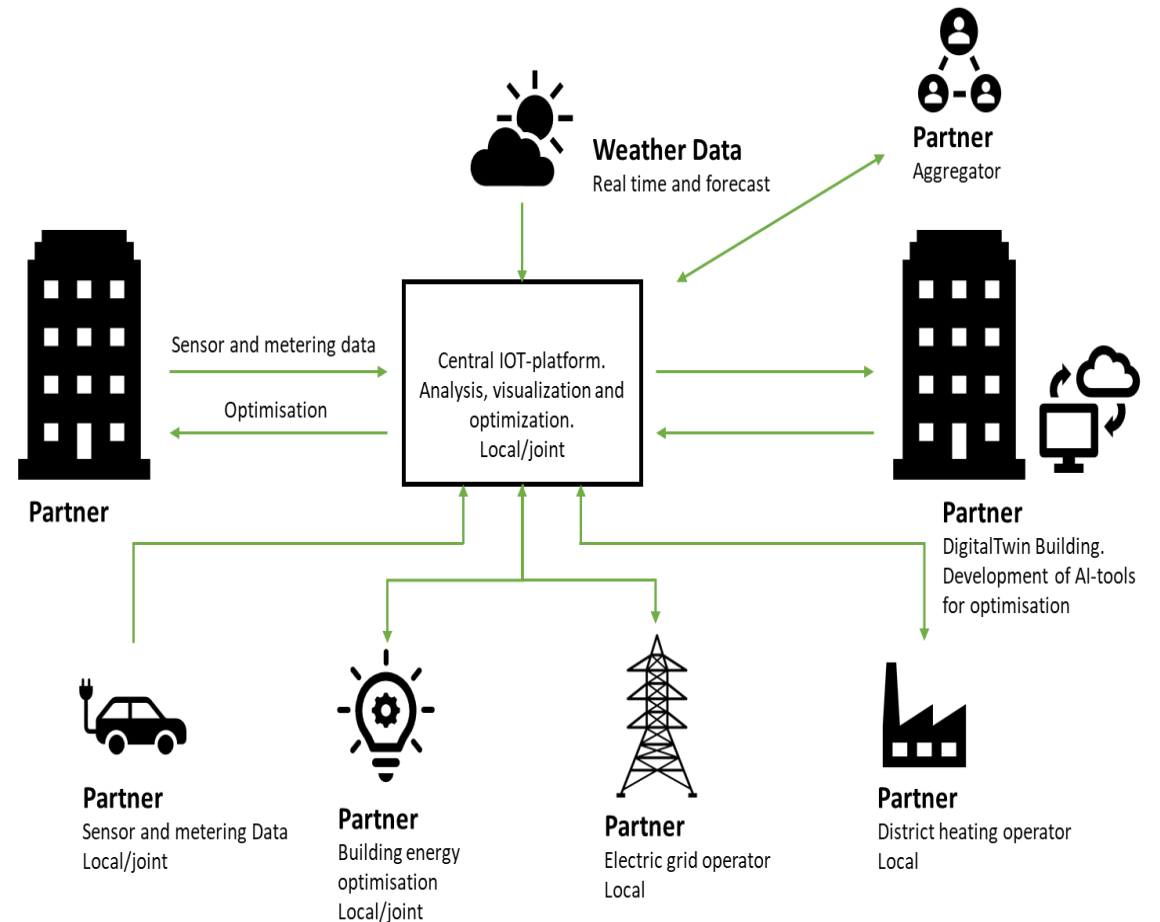 Partner
Aggregator
Weather Data
Real time and forecast
Sensor and metering data
Optimisation
Central IOT-platform.
Analysis, visualization and
optimization.
Local/joint
Partner
Partner
DigitalTwin Building.
Development of AI-tools
for optimisation
Partner
Sensor and metering Data
Local/joint
Partner
Building energy
optimisation
Local/joint
Partner
Electric grid operator
Local
Partner
District heating operator
Local